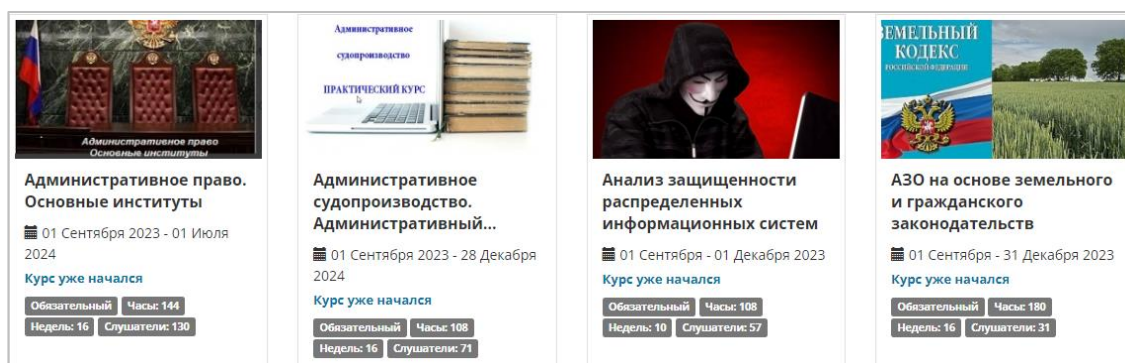 Административное право
Основные институты
Административное право.
Основные институты
01 Сентября 2023 - 01 Июля
2024
Курс уже начался
Обязательный Часы: 144
Недель: 16 Слушатели: 130
Административное
судопроизводство
ПРАКТИЧЕСКИЙ КУРС
Административное
судопроизводство.
Административный...
01 Сентября 2023 - 28 Декабря
2024
Курс уже начался
Обязательный Часы: 108
Недель: 16 Слушатели: 71
Анализ защищенности
распределенных
информационных систем
01 Сентября - 01 Декабря 2023
Курс уже начался
Обязательный Часы: 108
Недель: 10 Слушатели: 57
ЗЕМЕЛЬНЫЙ
КОДЕКС
РОССИЙСКОЙ ФЕДЕРАЦИИ
АЗО на основе земельного
и гражданского
законодательств
01 Сентября - 31 Декабря 2023
Курс уже начался
Обязательный Часы: 180
Недель: 16 Слушатели: 31